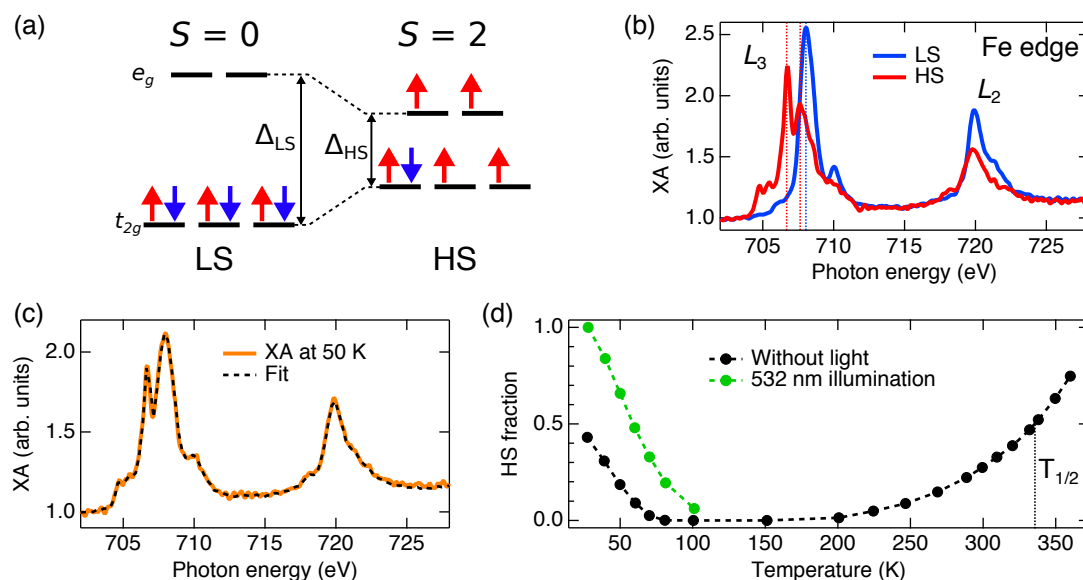 (a)
S = 0
S = 2
e_g
Δ_LS
Δ_HS
t_2g
LS
HS
(b)
XA (arb. units)
2.5
2.0
1.5
1.0
L_3
LS
HS
Fe edge
L_2
705 710 715 720 725
Photon energy (eV)
(c)
XA (arb. units)
2.0
1.5
1.0
XA at 50 K
Fit
705 710 715 720 725
Photon energy (eV)
(d)
HS fraction
1.0
0.5
0.0
Without light
532 nm illumination
T_1/2
50 100 150 200 250 300 350
Temperature (K)